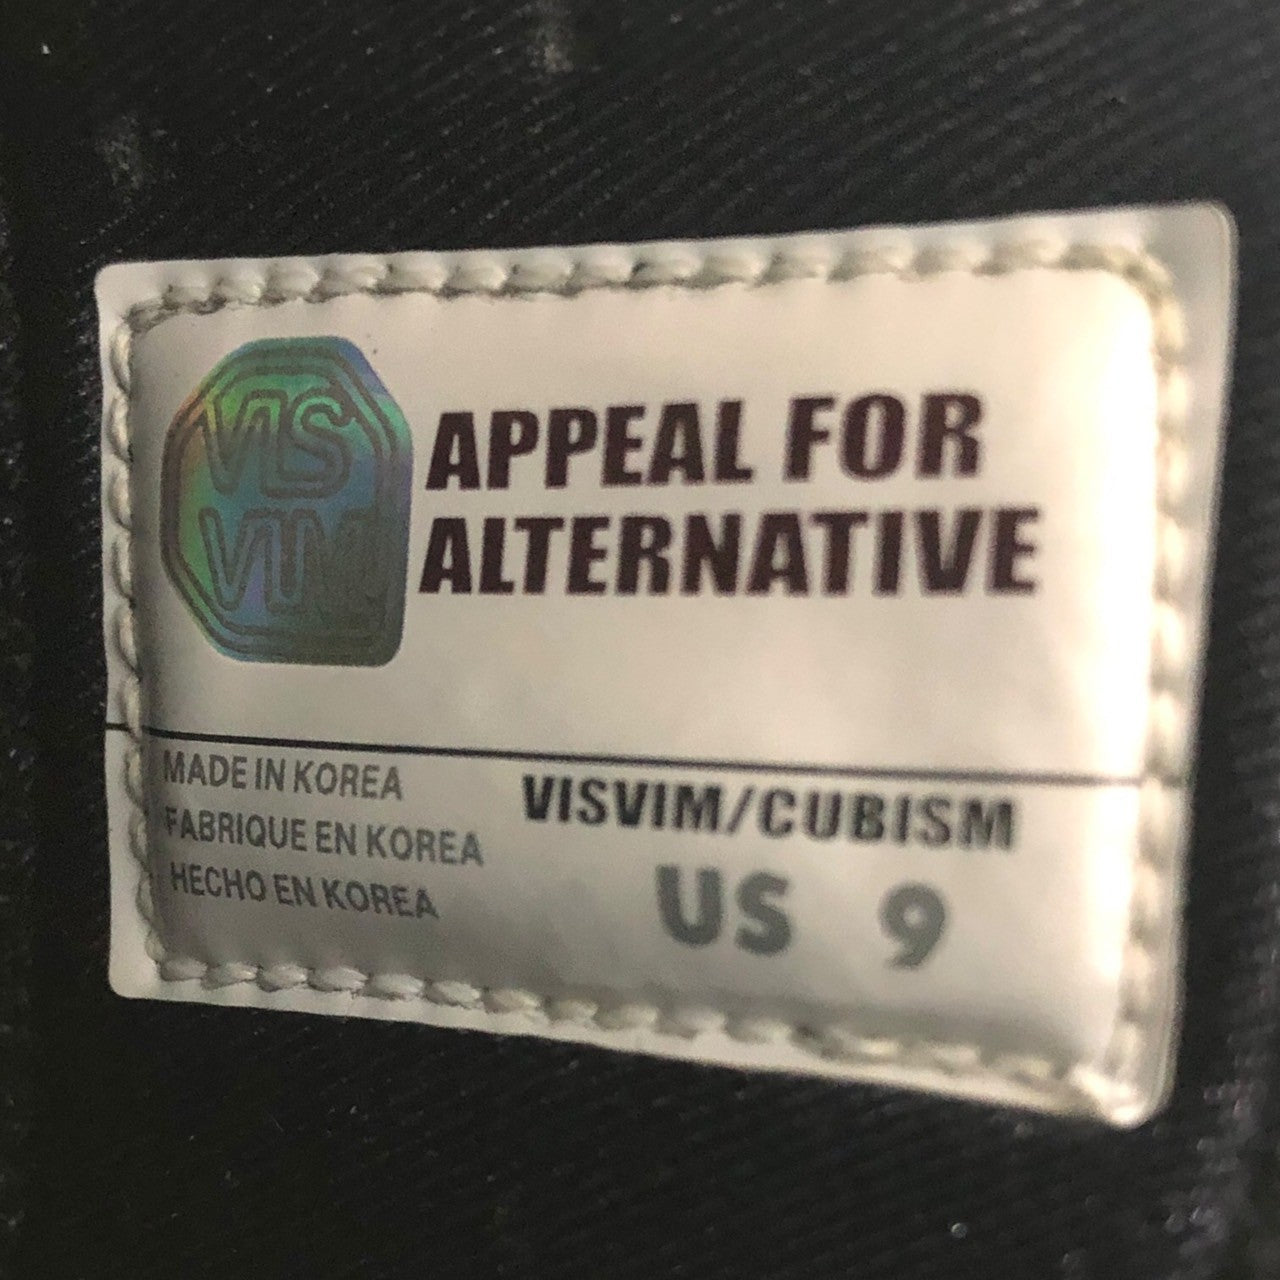 VIS
VIM
APPEAL FOR
ALTERNATIVE
MADE IN KOREA
FABRIQUE EN KOREA
HECHO EN KOREA
VISVIM/CUBISM
US 9